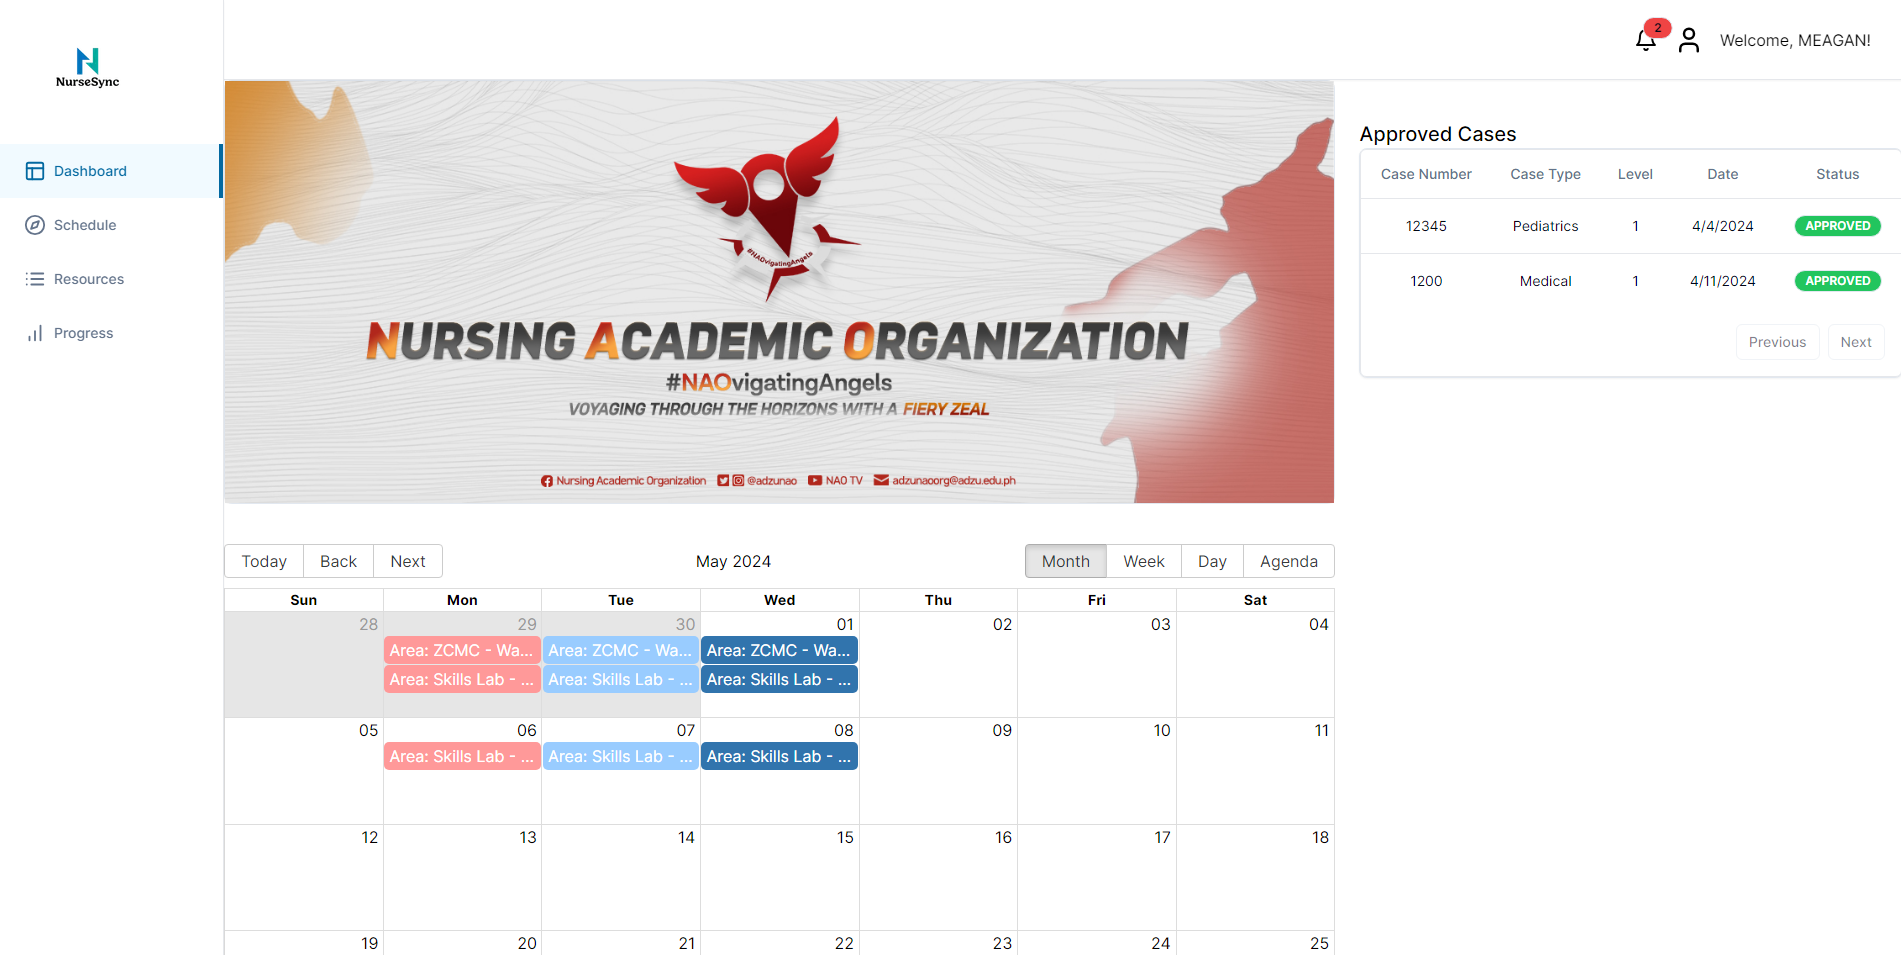 2
Welcome, MEAGAN!
NurseSync
Dashboard
Schedule
Resources
Progress
#NAOvigatingAngels
NURSING ACADEMIC ORGANIZATION
#NAOvigatingAngels
VOYAGING THROUGH THE HORIZONS WITH A FIERY ZEAL
Nursing Academic Organization @adzunao NAO TV adzunaoorg@adzu.edu.ph
Approved Cases
Case Number Case Type Level Date Status
12345 Pediatrics 1 4/4/2024 APPROVED
1200 Medical 1 4/11/2024 APPROVED
Previous Next
Today Back Next May 2024 Month Week Day Agenda
Sun Mon Tue Wed Thu Fri Sat
28 29 30 01 02 03 04
Area: ZCMC - Wa... Area: ZCMC - Wa... Area: ZCMC - Wa...
Area: Skills Lab - ... Area: Skills Lab - ... Area: Skills Lab - ...
05 06 07 08 09 10 11
Area: Skills Lab - ... Area: Skills Lab - ... Area: Skills Lab - ...
12 13 14 15 16 17 18
19 20 21 22 23 24 25